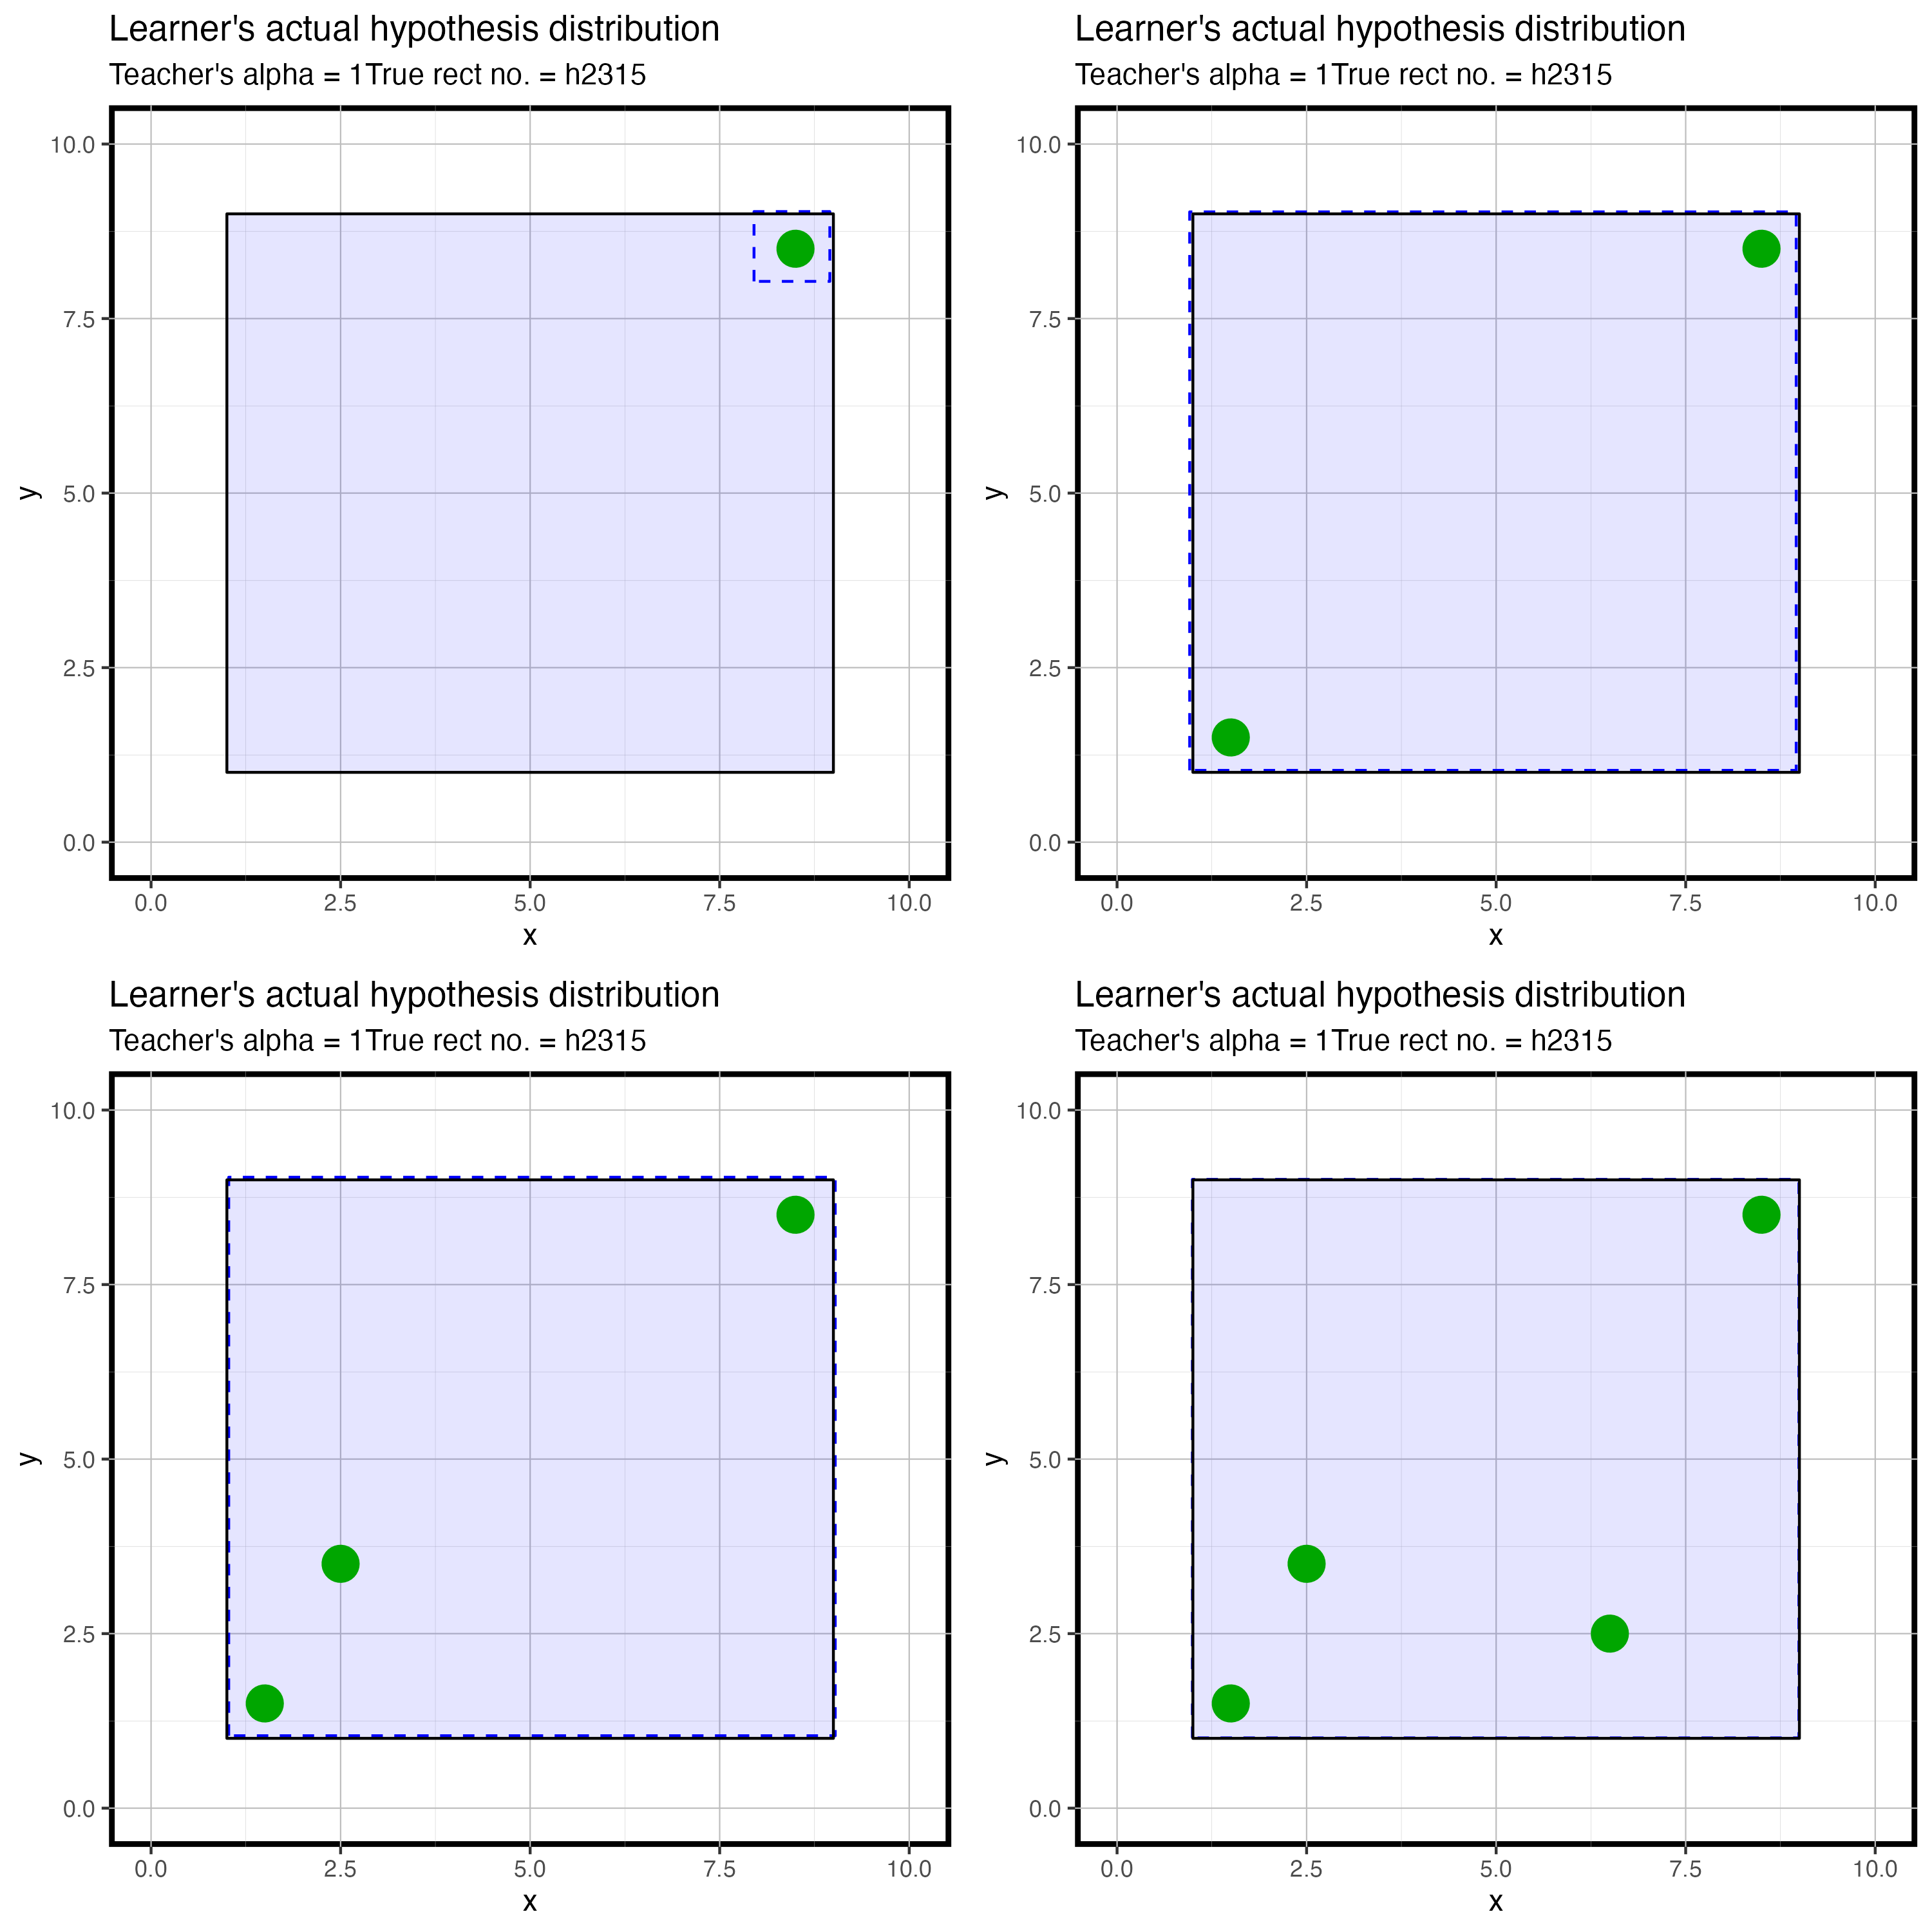 Learner's actual hypothesis distribution
Teacher's alpha = 1True rect no. = h2315
10.0
7.5
5.0
2.5
0.0
y
0.0 2.5 5.0 7.5 10.0
x
Learner's actual hypothesis distribution
Teacher's alpha = 1True rect no. = h2315
10.0
7.5
5.0
2.5
0.0
y
0.0 2.5 5.0 7.5 10.0
x
Learner's actual hypothesis distribution
Teacher's alpha = 1True rect no. = h2315
10.0
7.5
5.0
2.5
0.0
y
0.0 2.5 5.0 7.5 10.0
x
Learner's actual hypothesis distribution
Teacher's alpha = 1True rect no. = h2315
10.0
7.5
5.0
2.5
0.0
y
0.0 2.5 5.0 7.5 10.0
x